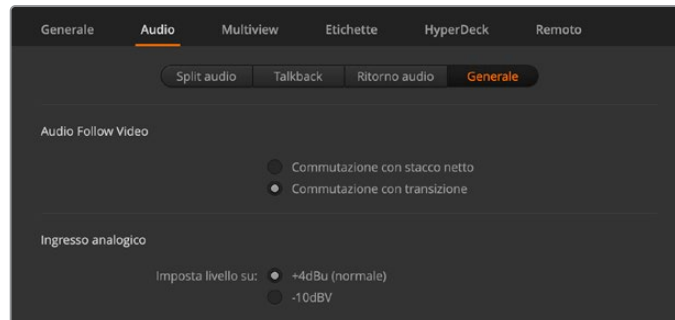 Generale Audio Multiview Etichette HyperDeck Remoto
Split audio Talkback Ritorno audio Generale
Audio Follow Video
Commutazione con stacco netto
Commutazione con transizione
Ingresso analogico
Imposta livello su: +4dBu (normale)
-10dBV